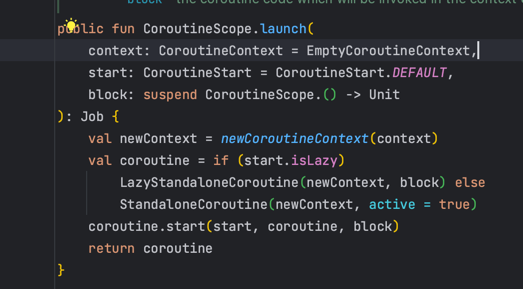 block - the coroutine code which will be invoked in the context
public fun CoroutineScope.launch(
context: CoroutineContext = EmptyCoroutineContext,
start: CoroutineStart = CoroutineStart.DEFAULT,
block: suspend CoroutineScope.() -> Unit
): Job {
val newContext = newCoroutineContext(context)
val coroutine = if (start.isLazy)
LazyStandaloneCoroutine(newContext, block) else
StandaloneCoroutine(newContext, active = true)
coroutine.start(start, coroutine, block)
return coroutine
}